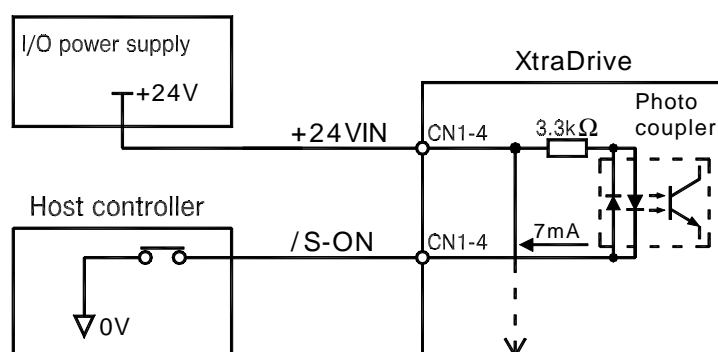 I/O power supply
+24V
XtraDrive
Photo
coupler
+24VIN
CN1-4
3.3kΩ
Host controller
/S-ON
CN1-4
7mA
0V